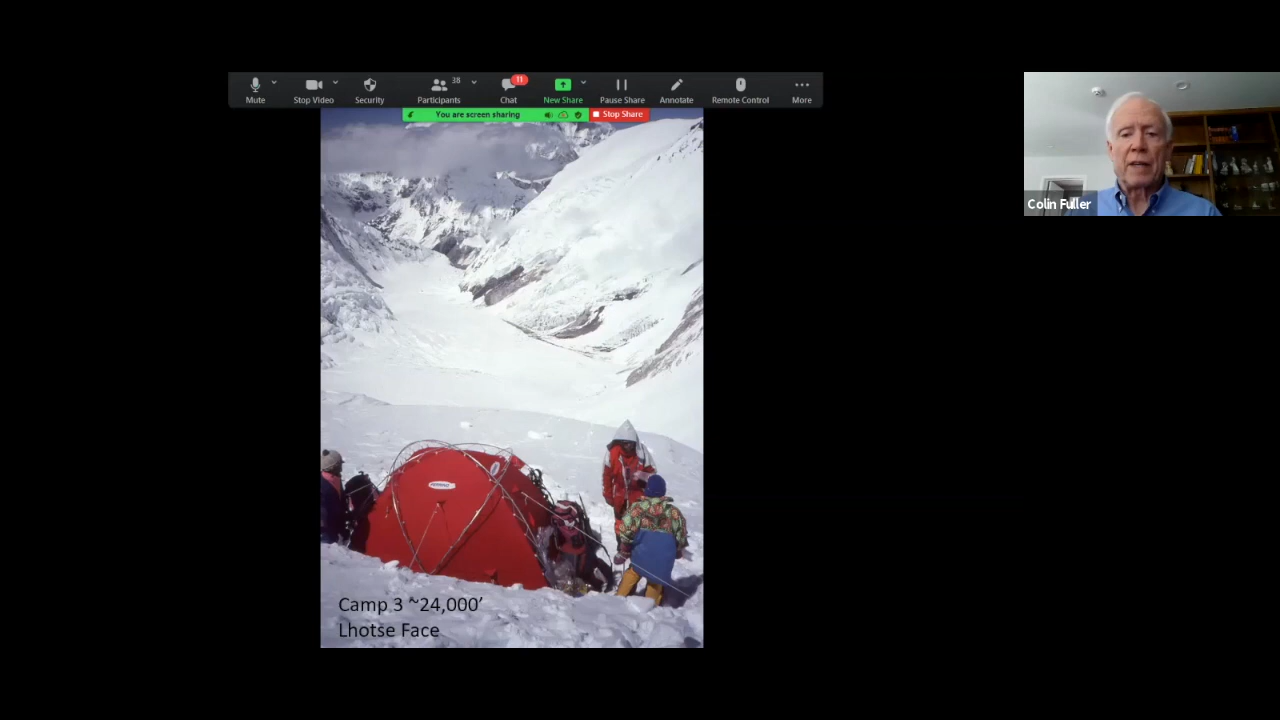 38
11
Mute
Stop Video
Security
Participants
Chat
New Share
Pause Share
Annotate
Remote Control
More
You are screen sharing
Stop Share
Colin Fuller
Camp 3 ~24,000’
Lhotse Face